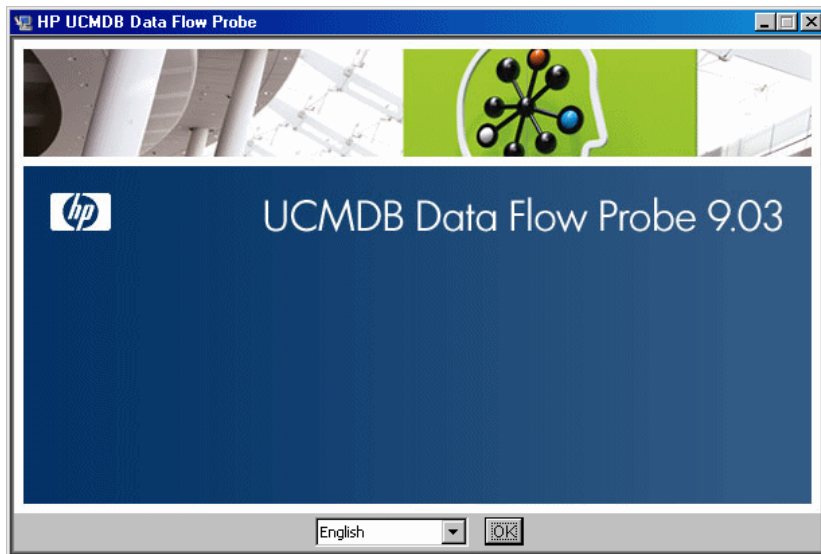 HP UCMDB Data Flow Probe
hp
UCMDB Data Flow Probe 9.03
English
OK